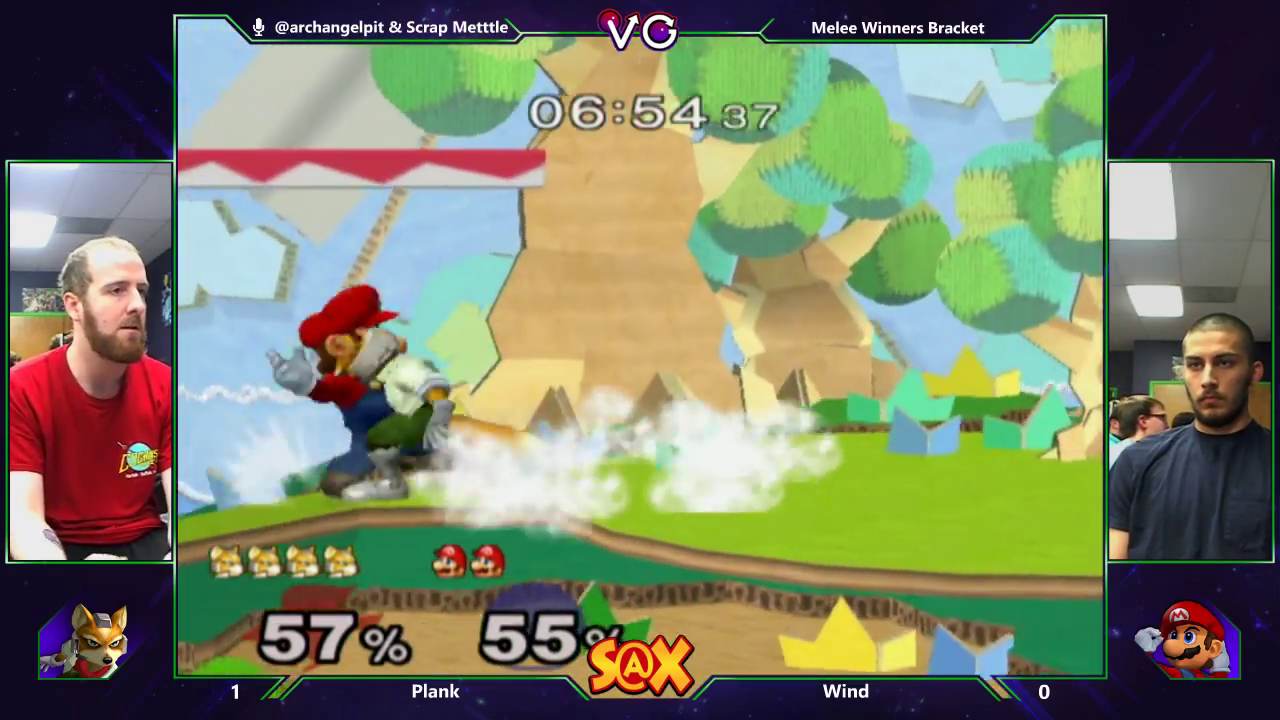 @archangelpit & Scrap Metttle
VG
Melee Winners Bracket
06:54 37
57%
55%
S@X
1
Plank
Wind
0